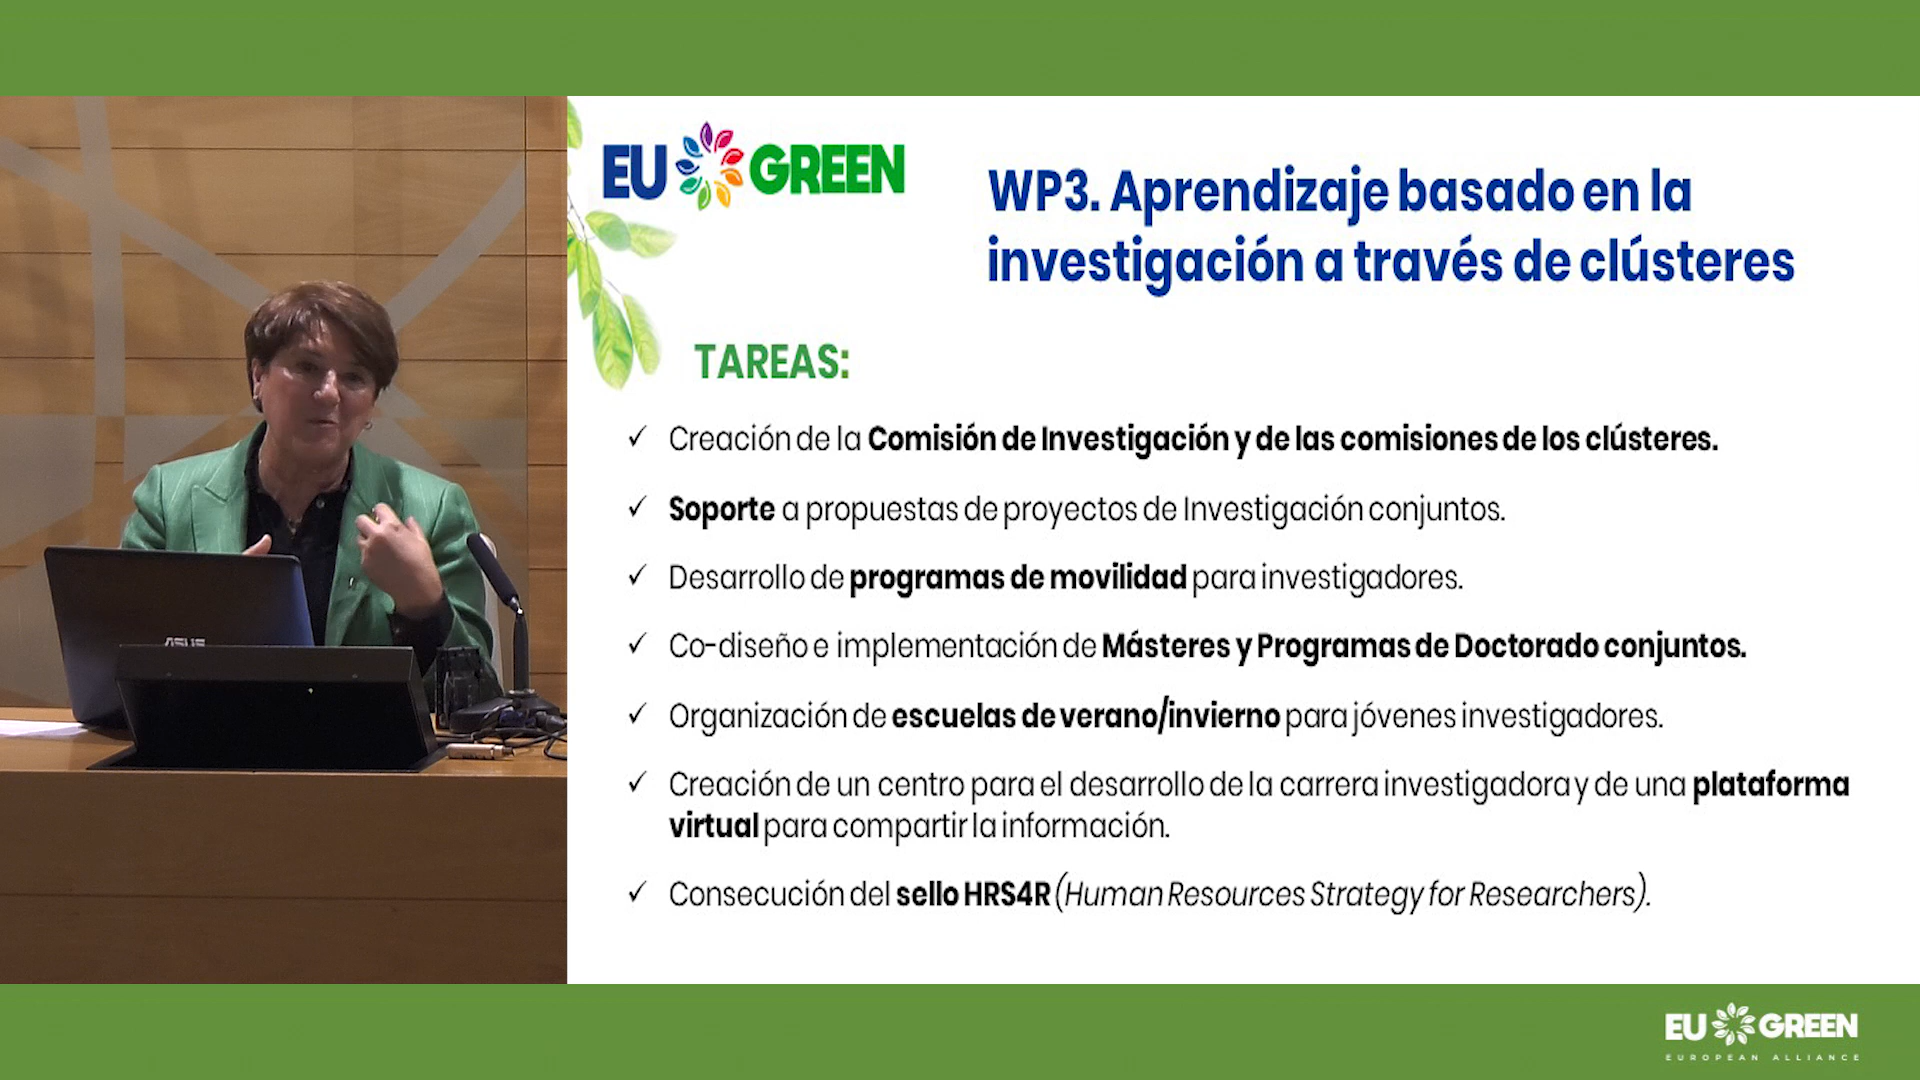 EU GREEN
WP3. Aprendizaje basado en la
investigación a través de clústeres
TAREAS:
✓ Creación de la Comisión de Investigación y de las comisiones de los clústeres.
✓ Soporte a propuestas de proyectos de Investigación conjuntos.
✓ Desarrollo de programas de movilidad para investigadores.
✓ Co-diseño e implementación de Másteres y Programas de Doctorado conjuntos.
✓ Organización de escuelas de verano/invierno para jóvenes investigadores.
✓ Creación de un centro para el desarrollo de la carrera investigadora y de una plataforma
virtual para compartir la información.
✓ Consecución del sello HRS4R (Human Resources Strategy for Researchers).
ASUS
EU GREEN
EUROPEAN ALLIANCE